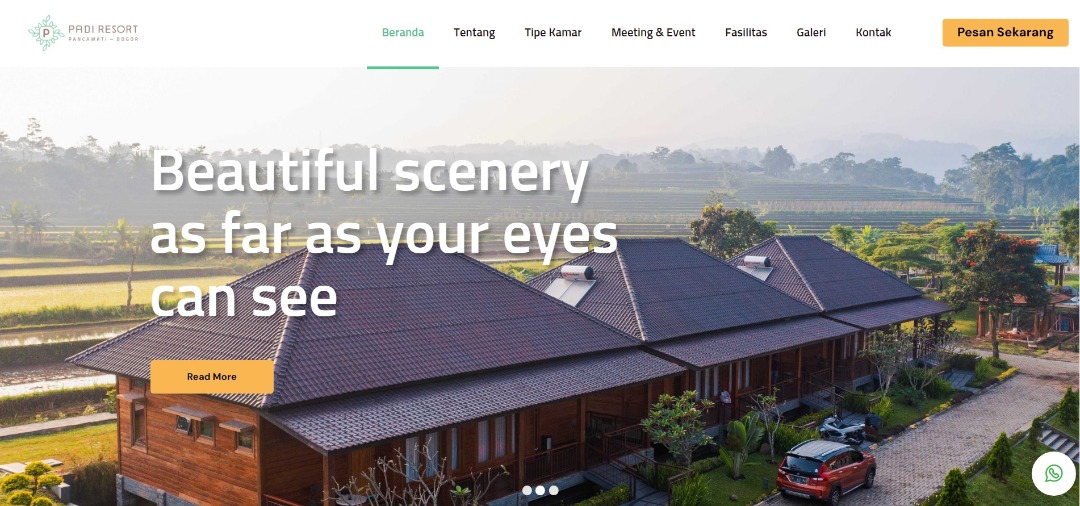 P
PADI RESORT
PANCAWATI — BOGOR
Beranda
Tentang
Tipe Kamar
Meeting & Event
Fasilitas
Galeri
Kontak
Pesan Sekarang
Beautiful scenery
as far as your eyes
can see
Read More